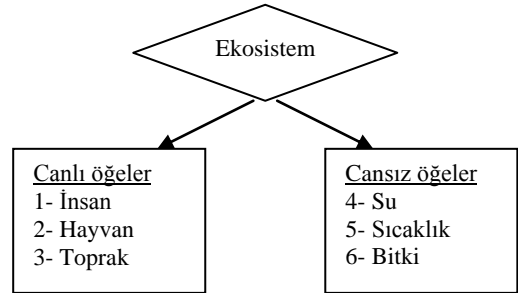 Ekosistem
Canlı öğeler
1- İnsan
2- Hayvan
3- Toprak
Cansız öğeler
4- Su
5- Sıcaklık
6- Bitki